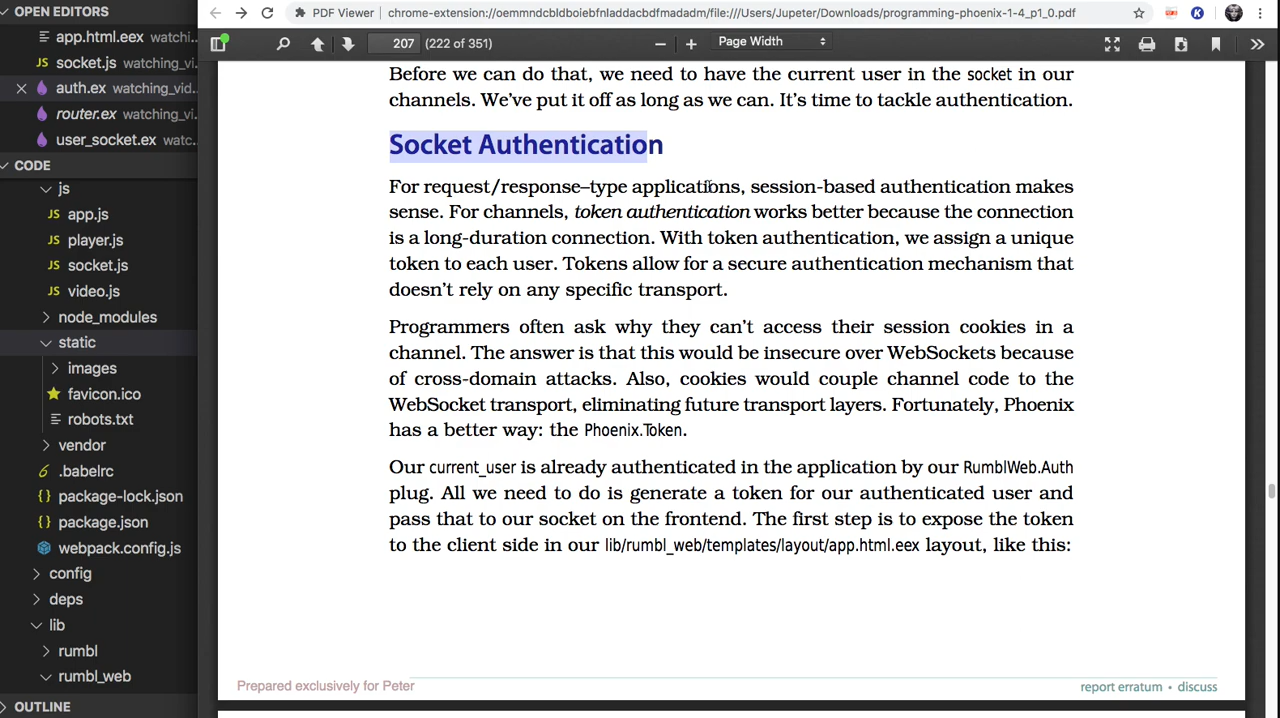 OPEN EDITORS
app.html.eex watchi...
socket.js watching_vi...
auth.ex watching_vid...
router.ex watching_vi...
user_socket.ex watc...
CODE
js
JS app.js
JS player.js
JS socket.js
JS video.js
node_modules
static
images
favicon.ico
robots.txt
vendor
.babelrc
{} package-lock.json
{} package.json
webpack.config.js
config
deps
lib
rumbl
rumbl_web
OUTLINE
PDF Viewer | chrome-extension://oemmndcbldboiebfnladdacbdfmadadm/file:///Users/Jupeter/Downloads/programming-phoenix-1-4_p1_0.pdf
207 (222 of 351)
Page Width
Before we can do that, we need to have the current user in the socket in our
channels. We’ve put it off as long as we can. It’s time to tackle authentication.
Socket Authentication
For request/response–type applications, session-based authentication makes
sense. For channels, token authentication works better because the connection
is a long-duration connection. With token authentication, we assign a unique
token to each user. Tokens allow for a secure authentication mechanism that
doesn’t rely on any specific transport.
Programmers often ask why they can’t access their session cookies in a
channel. The answer is that this would be insecure over WebSockets because
of cross-domain attacks. Also, cookies would couple channel code to the
WebSocket transport, eliminating future transport layers. Fortunately, Phoenix
has a better way: the Phoenix.Token.
Our current_user is already authenticated in the application by our RumblWeb.Auth
plug. All we need to do is generate a token for our authenticated user and
pass that to our socket on the frontend. The first step is to expose the token
to the client side in our lib/rumbl_web/templates/layout/app.html.eex layout, like this:
Prepared exclusively for Peter
report erratum • discuss